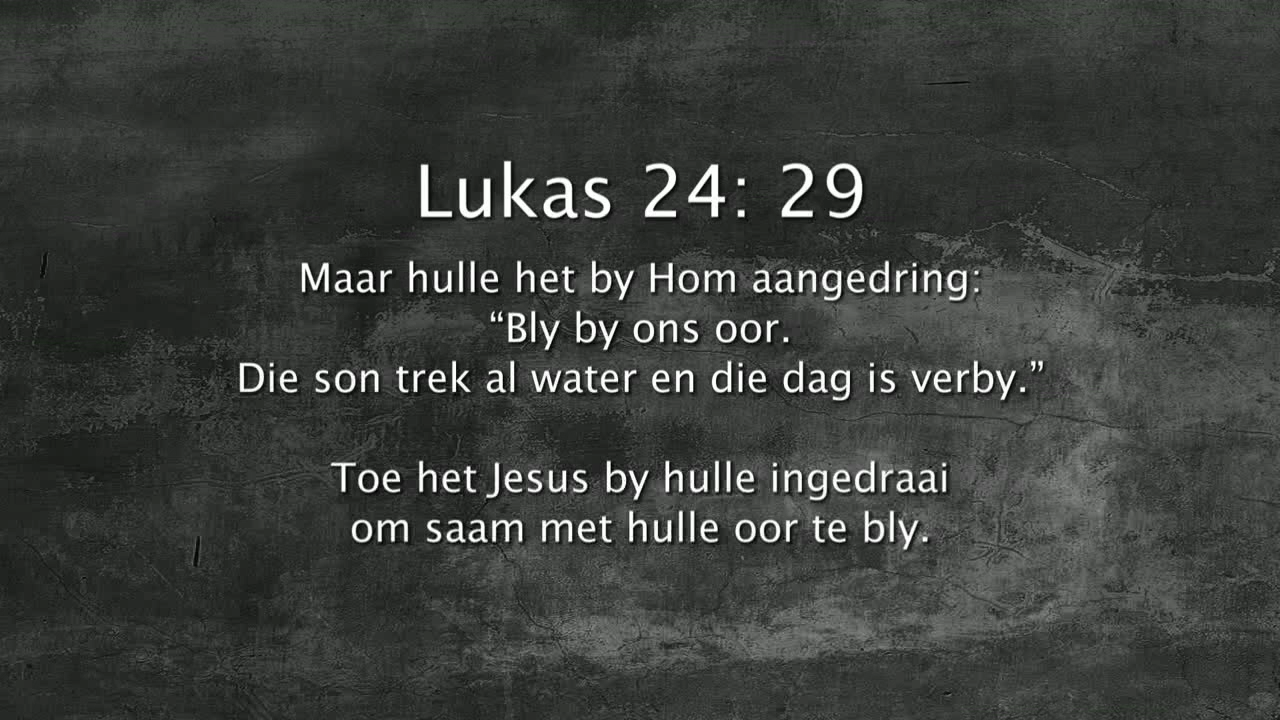 Lukas 24: 29
Maar hulle het by Hom aangedring:
“Bly by ons oor.
Die son trek al water en die dag is verby.”
Toe het Jesus by hulle ingedraai
om saam met hulle oor te bly.